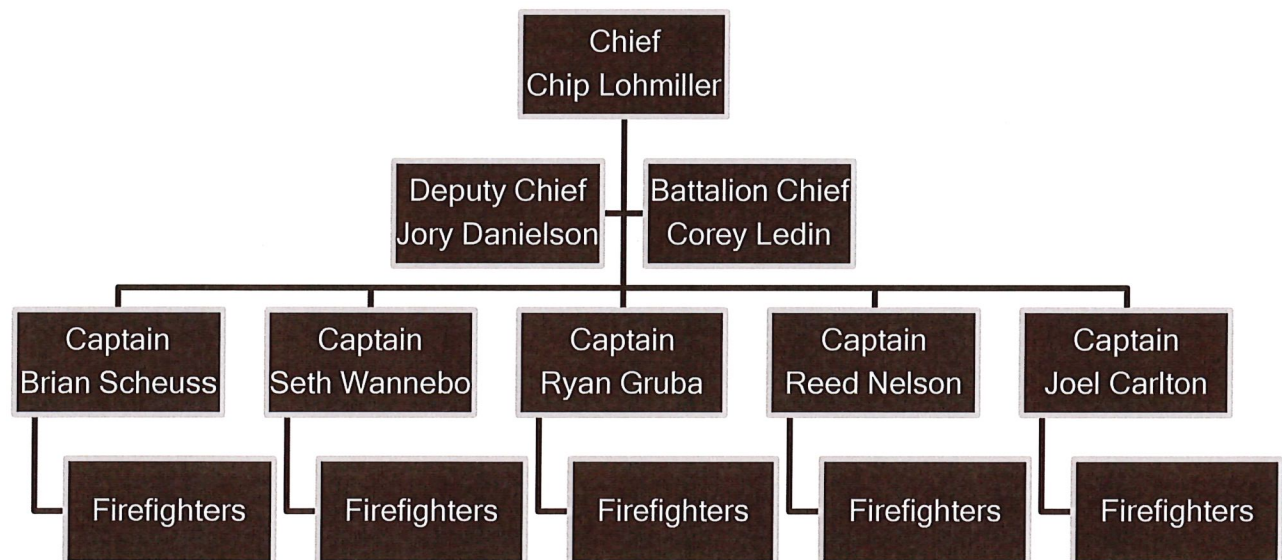 Chief
Chip Lohmiller
Deputy Chief
Jory Danielson
Battalion Chief
Corey Ledin
Captain
Brian Scheuss
Captain
Seth Wannebo
Captain
Ryan Gruba
Captain
Reed Nelson
Captain
Joel Carlton
Firefighters
Firefighters
Firefighters
Firefighters
Firefighters